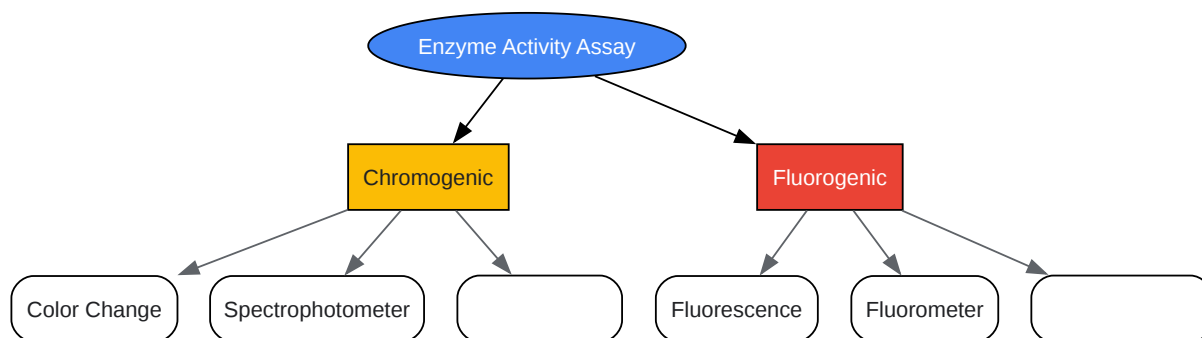 Enzyme Activity Assay
Chromogenic
Fluorogenic
Color Change
Spectrophotometer
Fluorescence
Fluorometer